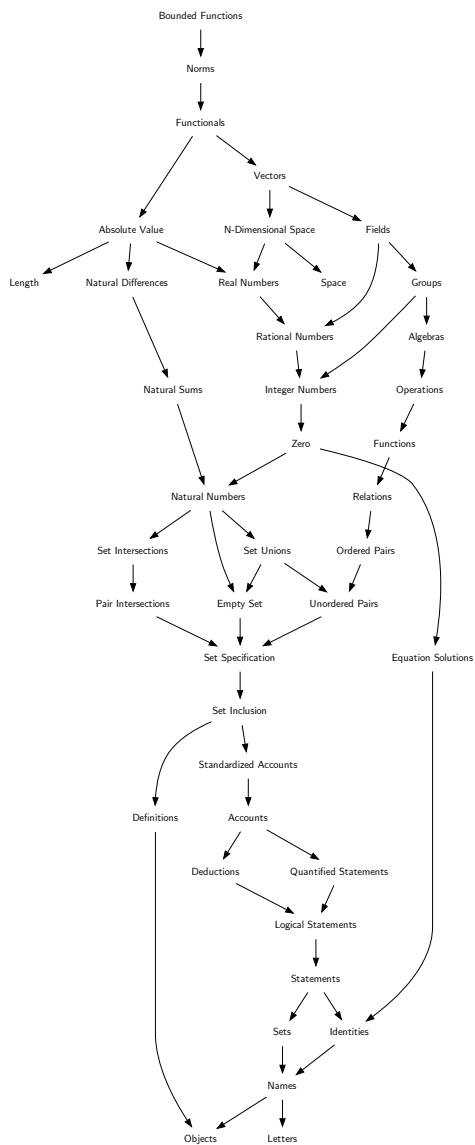 Bounded Functions
Norms
Functionals
Vectors
Absolute Value
N-Dimensional Space
Fields
Length
Natural Differences
Real Numbers
Space
Groups
Rational Numbers
Algebras
Natural Sums
Integer Numbers
Operations
Zero
Functions
Natural Numbers
Relations
Set Intersections
Set Unions
Ordered Pairs
Pair Intersections
Empty Set
Unordered Pairs
Set Specification
Equation Solutions
Set Inclusion
Standardized Accounts
Definitions
Accounts
Deductions
Quantified Statements
Logical Statements
Statements
Sets
Identities
Names
Objects
Letters